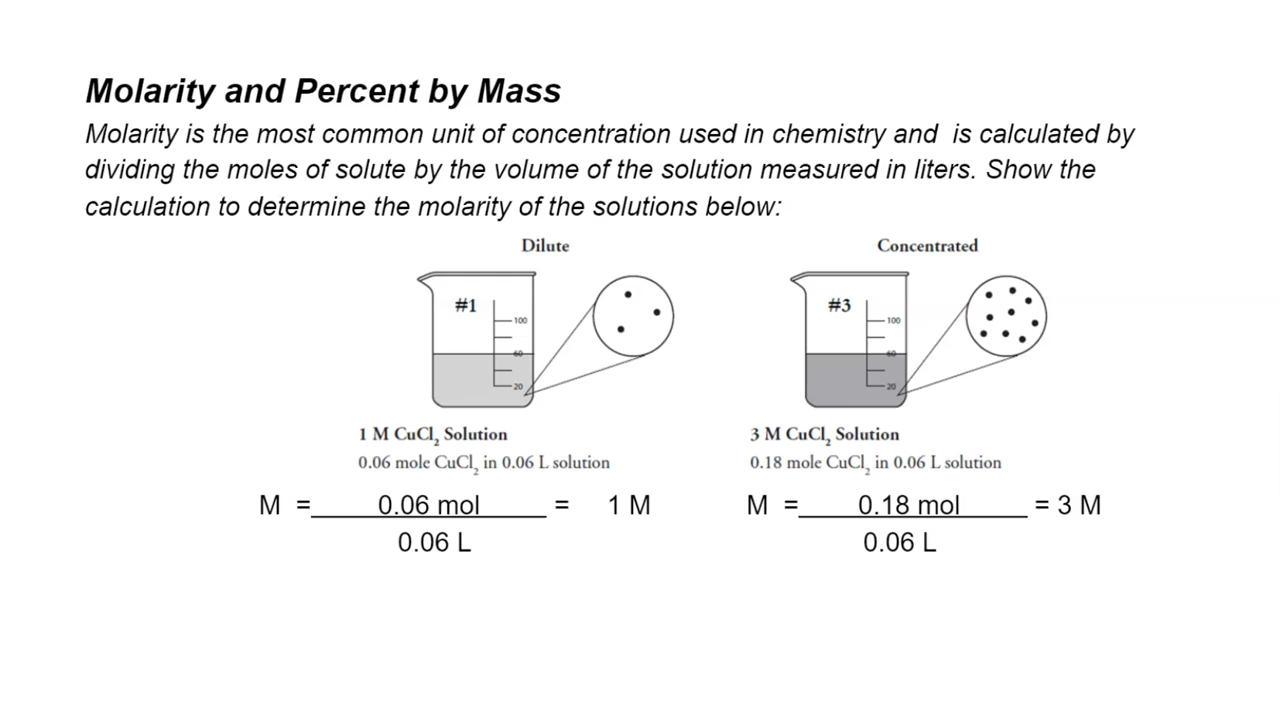 Molarity and Percent by Mass
Molarity is the most common unit of concentration used in chemistry and  is calculated by
dividing the moles of solute by the volume of the solution measured in liters. Show the
calculation to determine the molarity of the solutions below:
Dilute
#1
100
60
20
1 M CuCl₂ Solution
0.06 mole CuCl₂ in 0.06 L solution
M = 0.06 mol = 1 M
0.06 L
Concentrated
#3
100
60
20
3 M CuCl₂ Solution
0.18 mole CuCl₂ in 0.06 L solution
M = 0.18 mol = 3 M
0.06 L